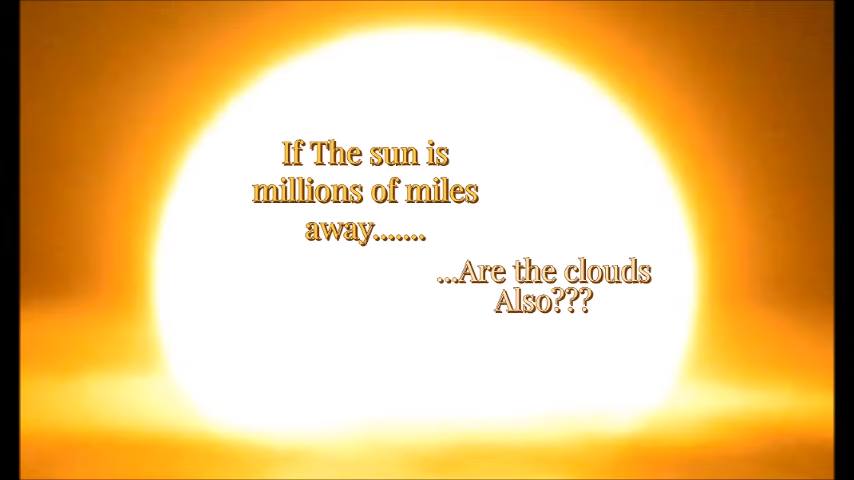 If The sun is
millions of miles
away.......
...Are the clouds
Also???